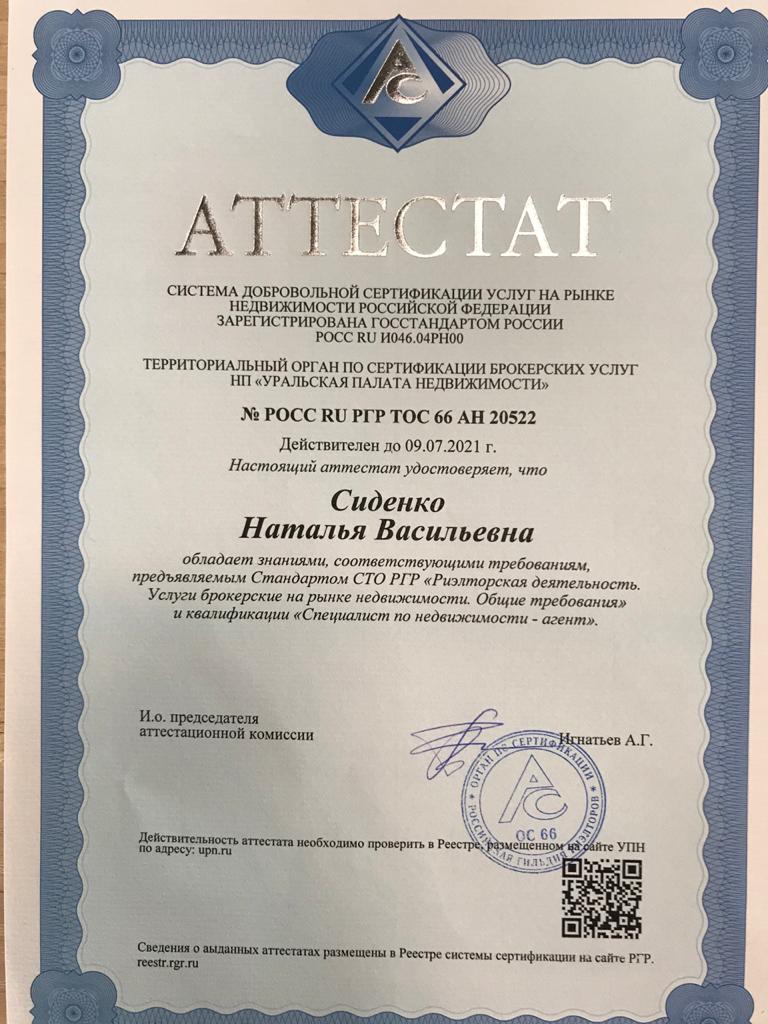 АС
АТТЕСТАТ
СИСТЕМА ДОБРОВОЛЬНОЙ СЕРТИФИКАЦИИ УСЛУГ НА РЫНКЕ
НЕДВИЖИМОСТИ РОССИЙСКОЙ ФЕДЕРАЦИИ
ЗАРЕГИСТРИРОВАНА ГОССТАНДАРТОМ РОССИИ
РОСС RU И046.04РН00
ТЕРРИТОРИАЛЬНЫЙ ОРГАН ПО СЕРТИФИКАЦИИ БРОКЕРСКИХ УСЛУГ
НП «УРАЛЬСКАЯ ПАЛАТА НЕДВИЖИМОСТИ»
№ РОСС RU РГР ТОС 66 АН 20522
Действителен до 09.07.2021 г.
Настоящий аттестат удостоверяет, что
Сиденко
Наталья Васильевна
обладает знаниями, соответствующими требованиям,
предъявляемым Стандартом СТО РГР «Риэлторская деятельность.
Услуги брокерские на рынке недвижимости. Общие требования»
и квалификации «Специалист по недвижимости - агент».
И.о. председателя
аттестационной комиссии
Игнатьев А.Г.
ОРГАН ПО СЕРТИФИКАЦИИ
АС
ОС 66
РОССИЙСКАЯ ГИЛЬДИЯ РИЭЛТОРОВ
Действительность аттестата необходимо проверить в Реестре, размещенном на сайте УПН
по адресу: upn.ru
Сведения о аыданных аттестатах размещены в Реестре системы сертификации на сайте РГР.
reestr.rgr.ru